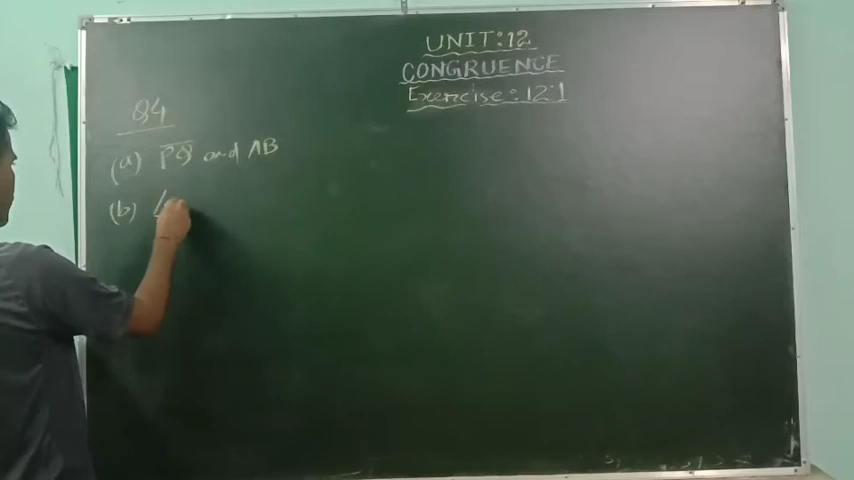 UNIT:12
CONGRUENCE
Exercise:12.1
Q4
(a) PQ and AB
(b)